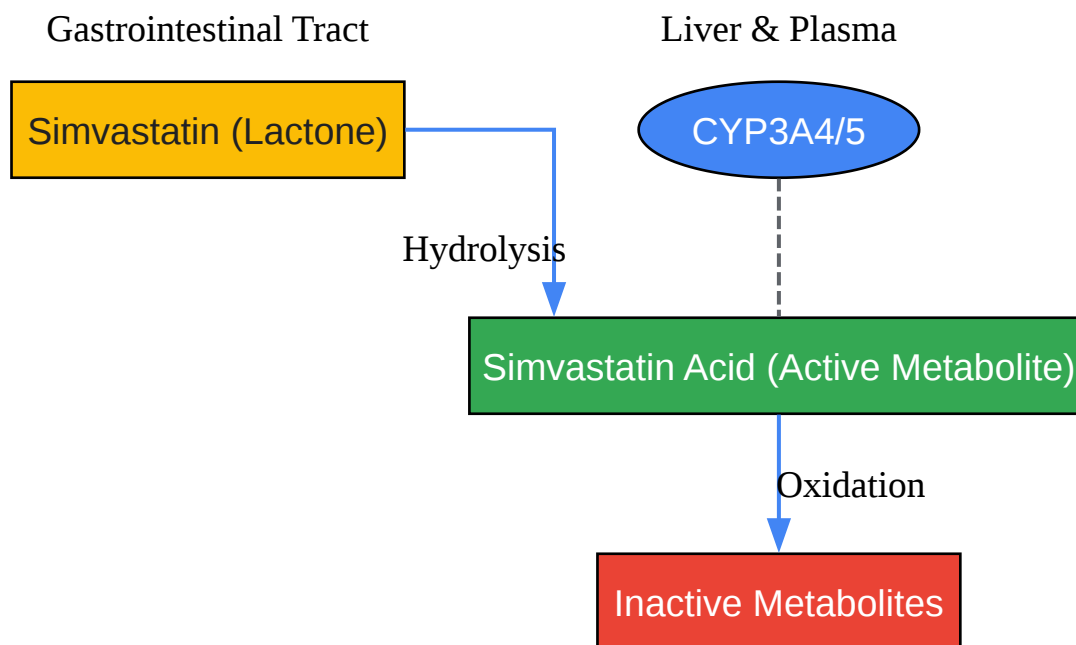 Gastrointestinal Tract
Liver & Plasma
Simvastatin (Lactone)
CYP3A4/5
Hydrolysis
Simvastatin Acid (Active Metabolite)
Oxidation
Inactive Metabolites